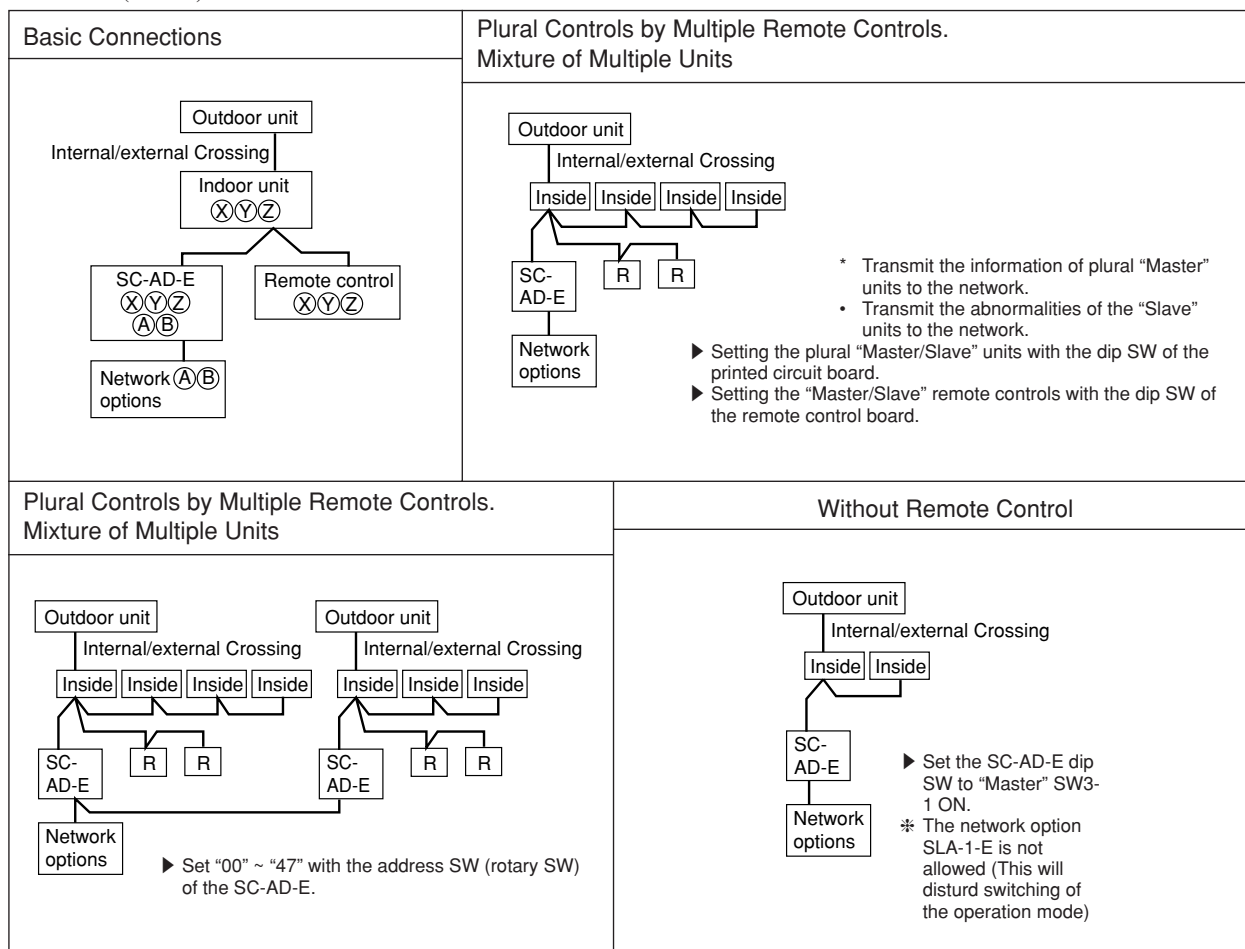 Basic Connections
Outdoor unit
Internal/external Crossing
Indoor unit
ⓍⓎⓏ
SC-AD-E
ⓍⓎⓏ
ⒶⒷ
Remote control
ⓍⓎⓏ
Network ⒶⒷ
options
Plural Controls by Multiple Remote Controls.
Mixture of Multiple Units
Outdoor unit
Internal/external Crossing
Inside Inside Inside Inside
SC-
AD-E
R R
Network
options
* Transmit the information of plural “Master”
units to the network.
• Transmit the abnormalities of the “Slave”
units to the network.
▶ Setting the plural “Master/Slave” units with the dip SW of the
printed circuit board.
▶ Setting the “Master/Slave” remote controls with the dip SW of
the remote control board.
Plural Controls by Multiple Remote Controls.
Mixture of Multiple Units
Outdoor unit
Internal/external Crossing
Inside Inside Inside Inside
SC-
AD-E
R R
Network
options
Outdoor unit
Internal/external Crossing
Inside Inside Inside
SC-
AD-E
R R
▶ Set “00” ~ “47” with the address SW (rotary SW)
of the SC-AD-E.
Without Remote Control
Outdoor unit
Internal/external Crossing
Inside Inside
SC-
AD-E
Network
options
▶ Set the SC-AD-E dip
SW to “Master” SW3-
1 ON.
❈ The network option
SLA-1-E is not
allowed (This will
disturd switching of
the operation mode)